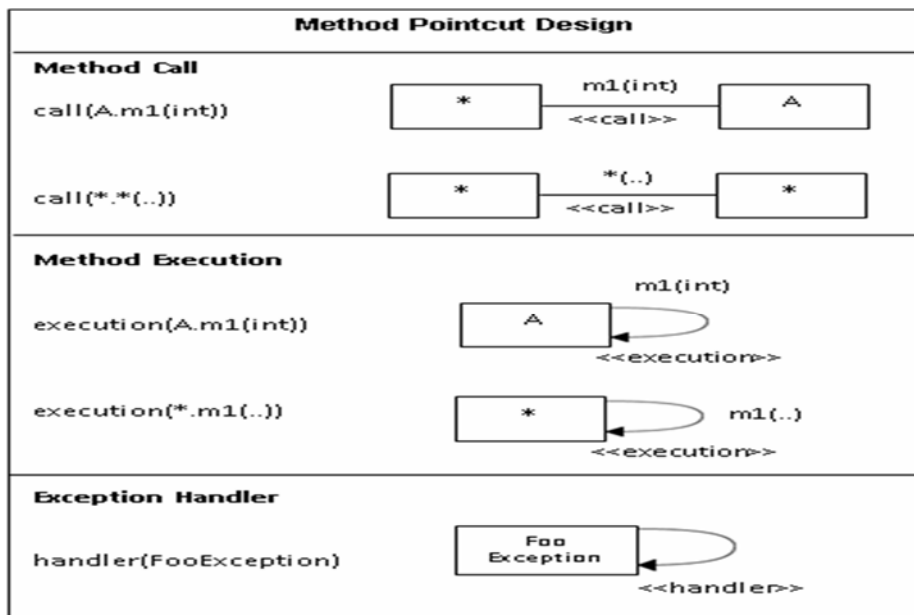 Method Pointcut Design
Method Call
call(A.m1(int))
*
m1(int)
<<call>>
A
call(*.*(..))
*
*(..)
<<call>>
*
Method Execution
execution(A.m1(int))
A
m1(int)
<<execution>>
execution(*.m1(..))
*
m1(..)
<<execution>>
Exception Handler
handler(FooException)
Foo
Exception
<<handler>>